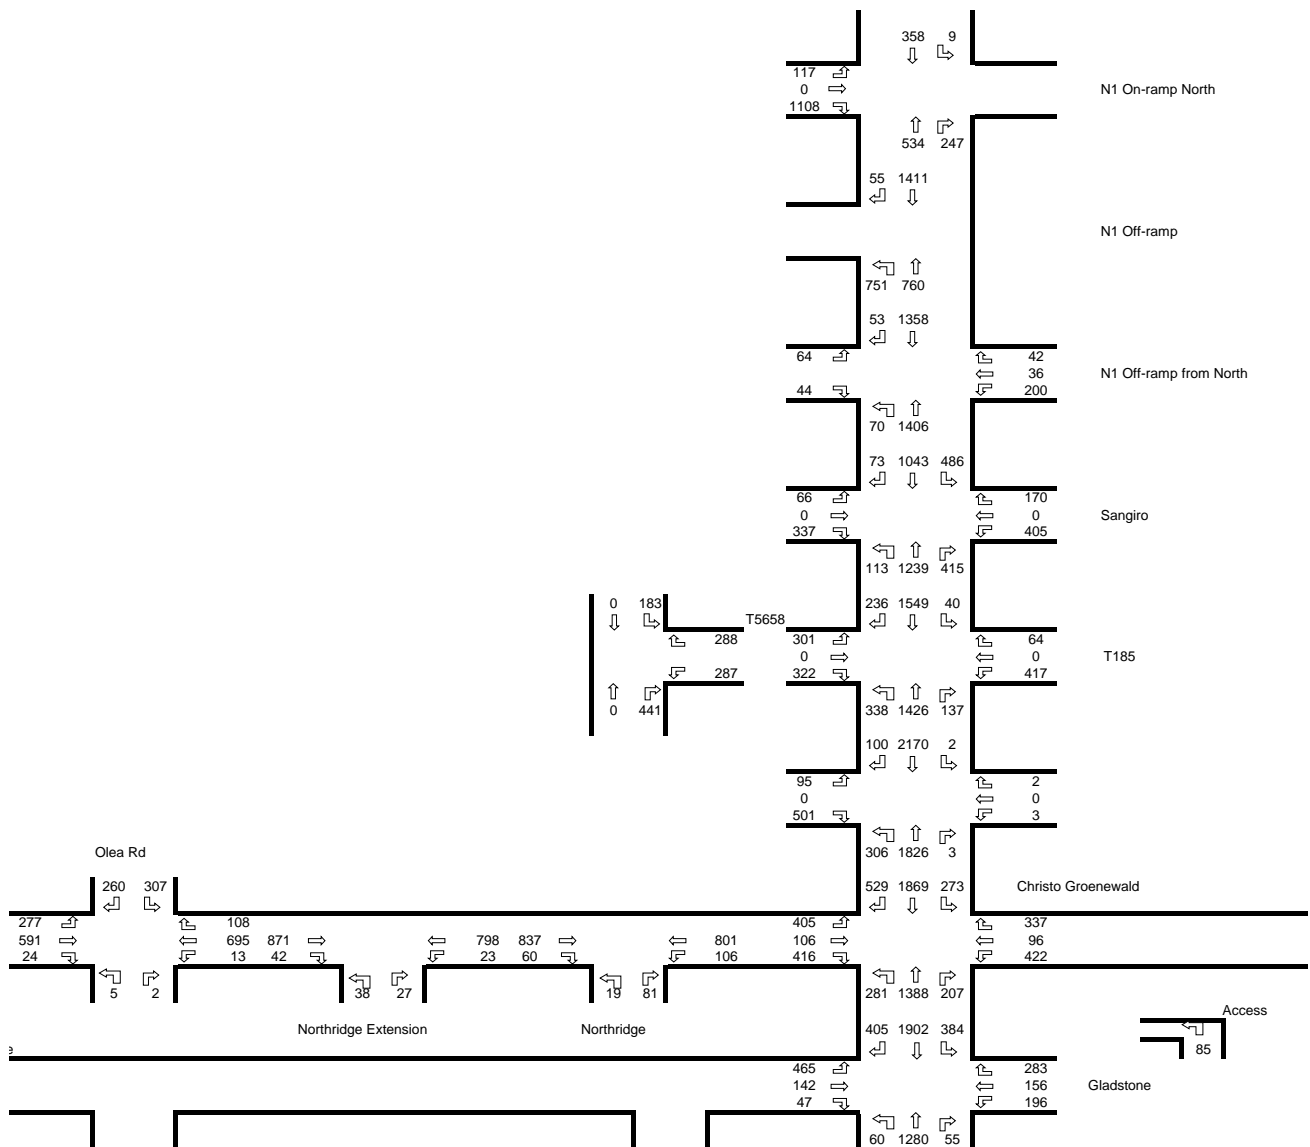 358 9
117
0 N1 On-ramp North
1108
534 247
55 1411
N1 Off-ramp
751 760
53 1358
64 42
36 N1 Off-ramp from North
44 200
70 1406
73 1043 486
66 170
0 0 Sangiro
337 405
113 1239 415
0 183 236 1549 40
T5658
288 301 64
0 0 T185
287 322 417
0 441 338 1426 137
100 2170 2
95 2
0 0
501 3
Olea Rd 306 1826 3
260 307 529 1869 273 Christo Groenewald
277 108 405 337
591 695 871 798 837 801 106 96
24 13 42 23 60 106 416 422
5 2 38 27 19 81 281 1388 207
Access
Northridge Extension Northridge 405 1902 384
e 85
465 283
142 156 Gladstone
47 196
60 1280 55